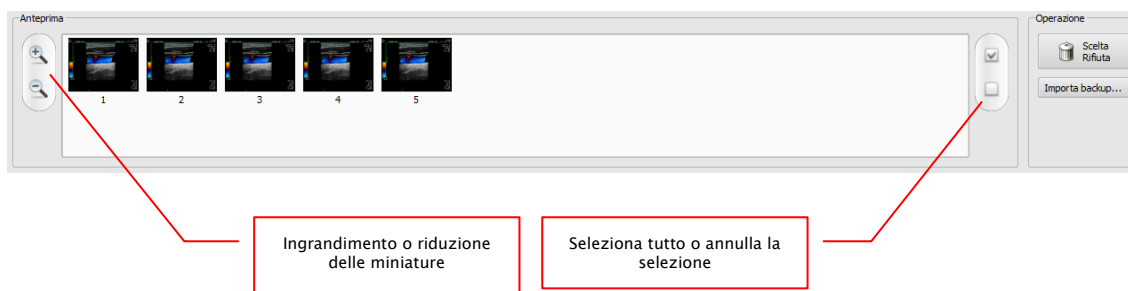 Anteprima
Operazione
Scelta
Rifiuta
Importa backup...
1 2 3 4 5
Ingrandimento o riduzione
delle miniature
Seleziona tutto o annulla la
selezione